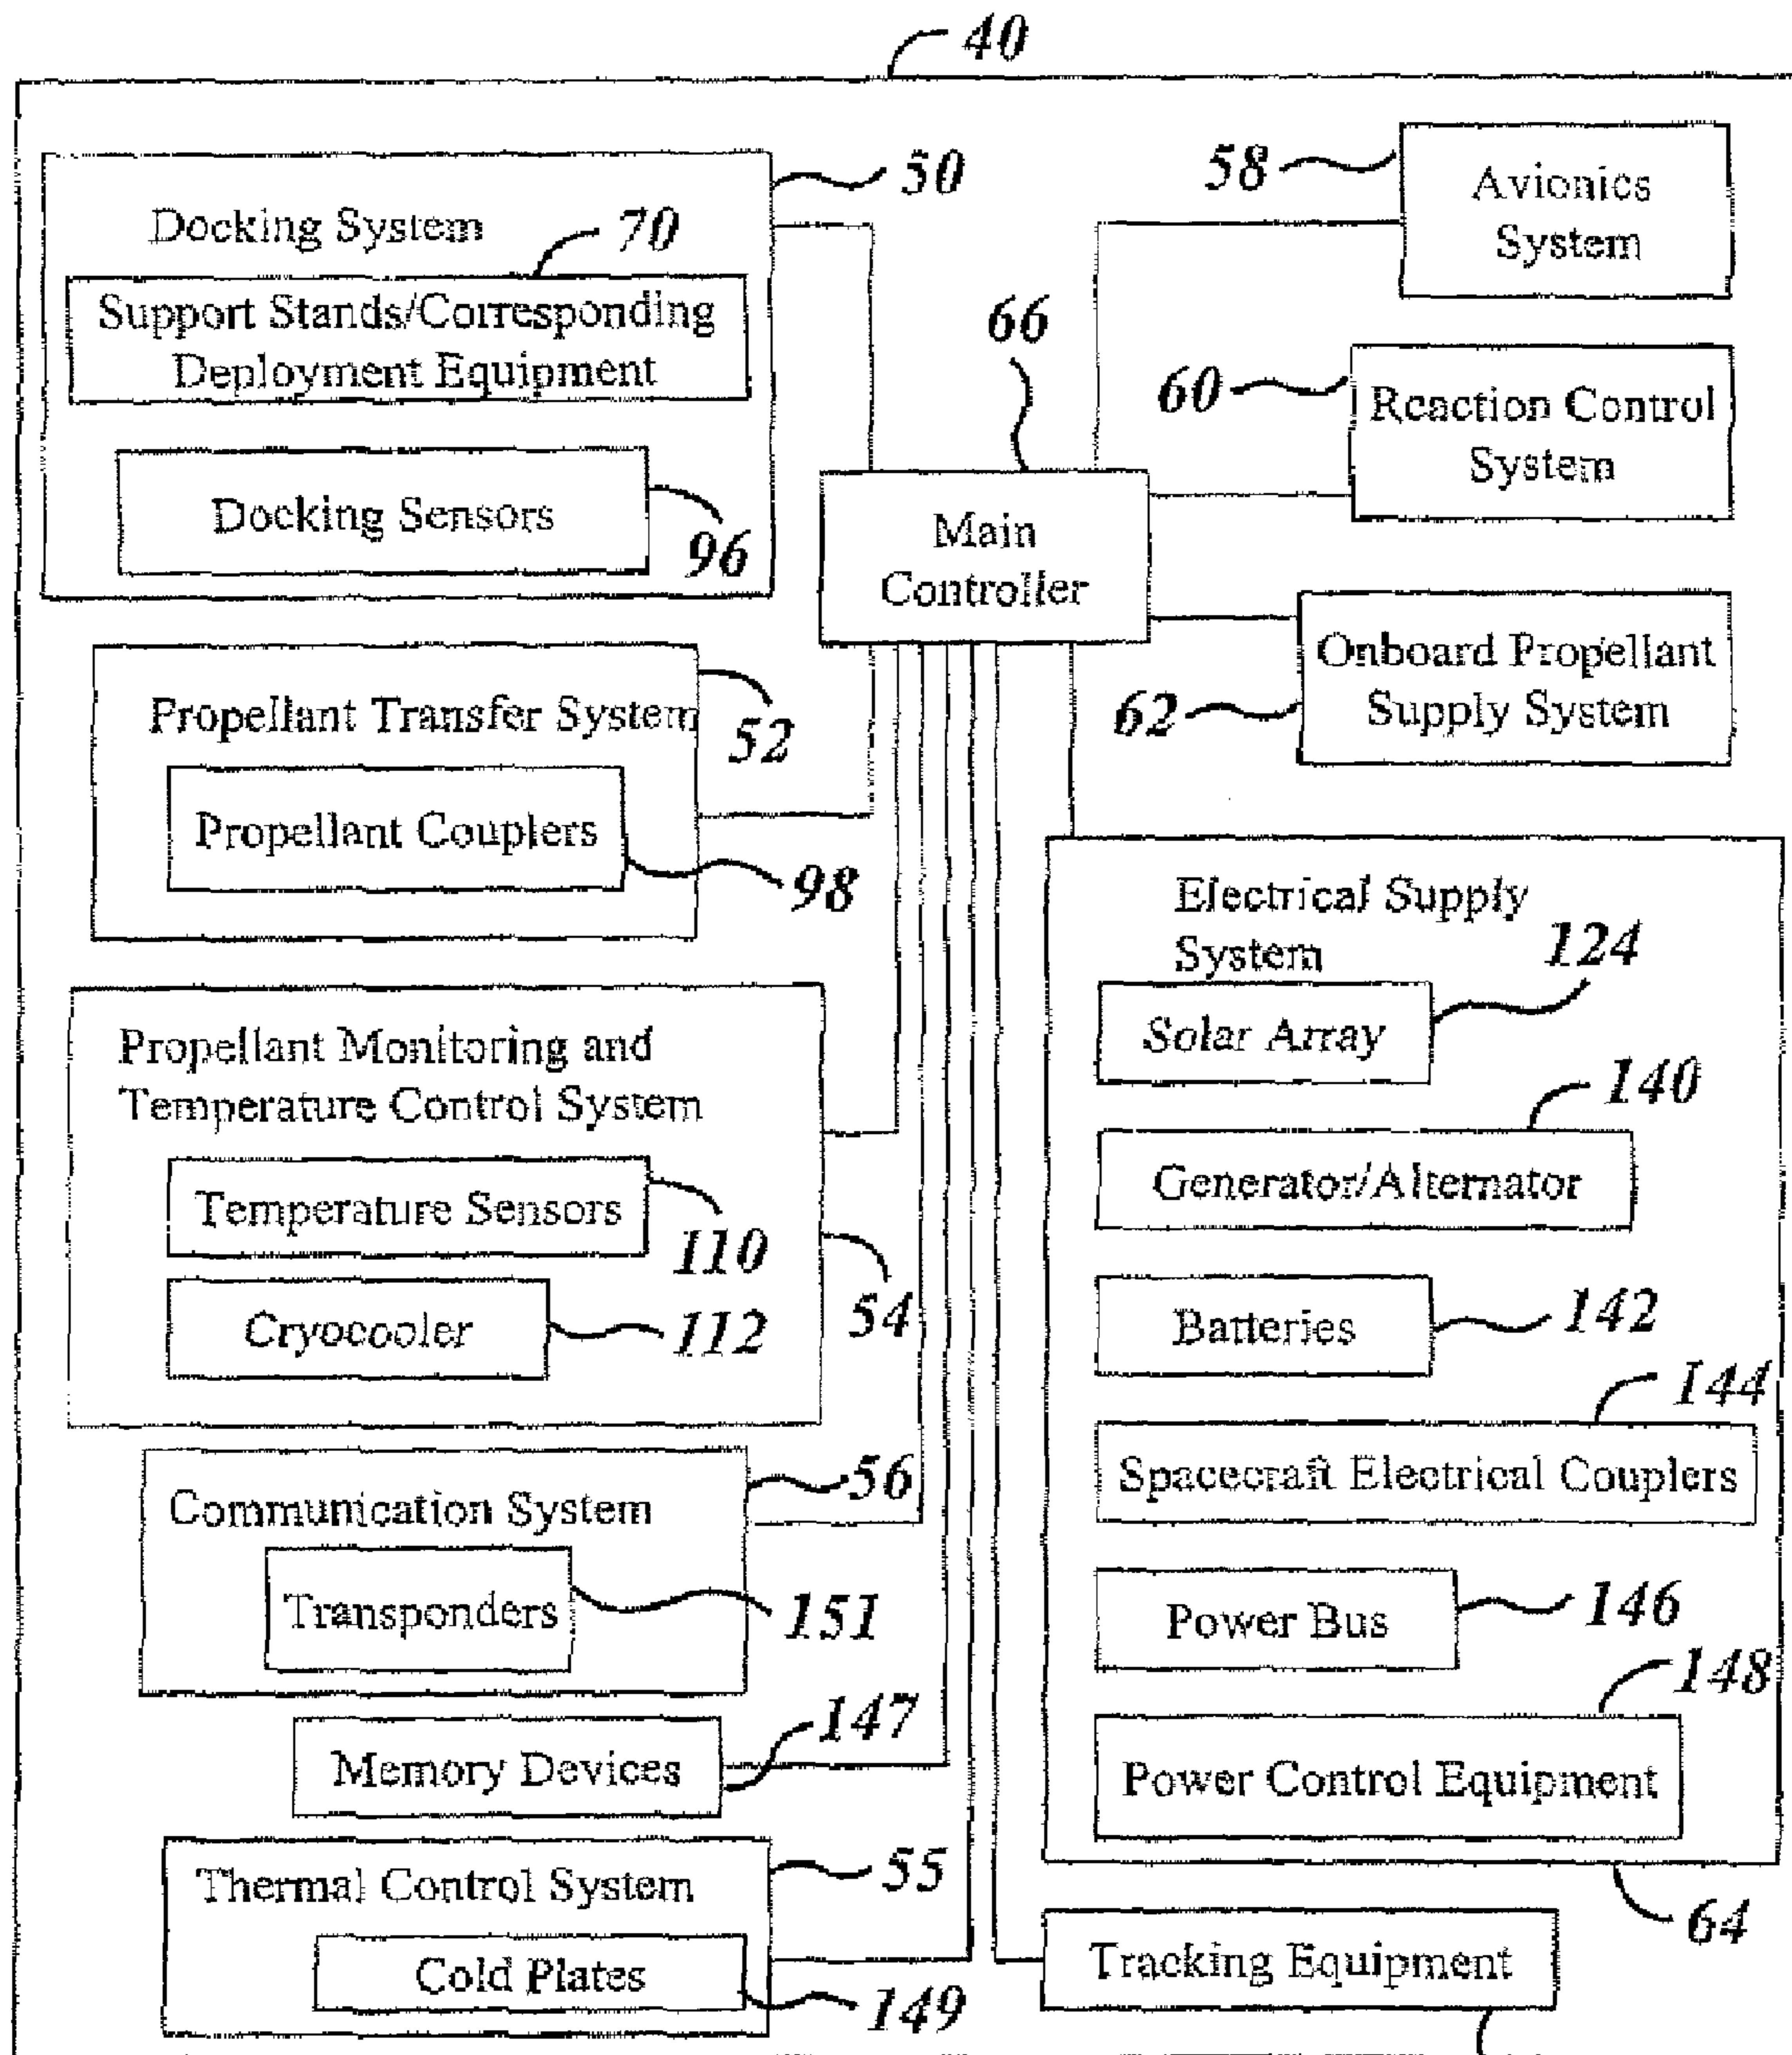 40
50
Docking System
70
Support Stands/Corresponding
Deployment Equipment
Docking Sensors
96
58
Avionics
System
66
60
Reaction Control
System
Main
Controller
Onboard Propellant
Supply System
62
Propellant Transfer System
52
Propellant Couplers
98
Propellant Monitoring and
Temperature Control System
Temperature Sensors
110
Cryocooler
112
54
Communication System
56
Transponders
151
Memory Devices
147
Thermal Control System
55
Cold Plates
149
Electrical Supply
System
124
Solar Array
140
Generator/Alternator
Batteries
142
144
Spacecraft Electrical Couplers
Power Bus
146
148
Power Control Equipment
64
Tracking Equipment